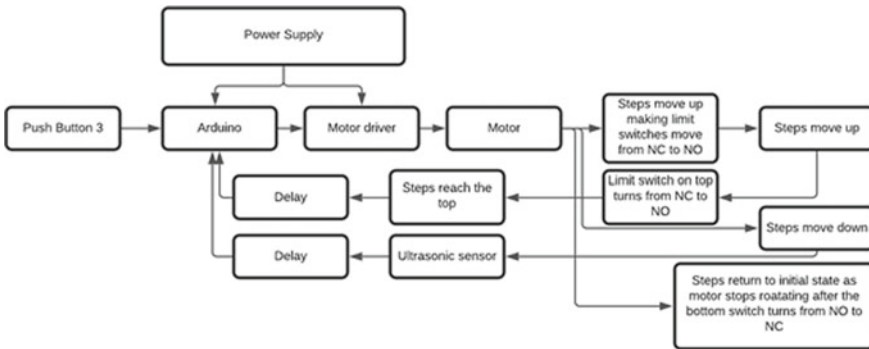 Power Supply
Push Button 3
Arduino
Motor driver
Motor
Steps move up
making limit
switches move
from NC to NO
Steps move up
Delay
Steps reach the
top
Limit switch on top
turns from NC to
NO
Steps move down
Delay
Ultrasonic sensor
Steps return to initial state as
motor stops roatating after the
bottom switch turns from NO to
NC